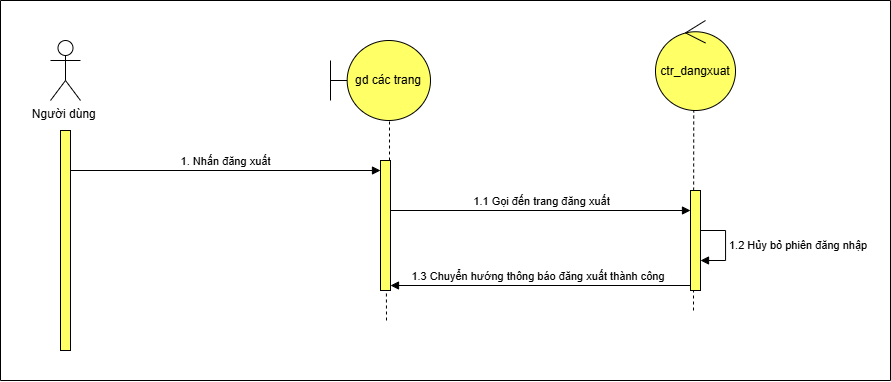 Người dùng
gd các trang
ctr_dangxuat
1. Nhấn đăng xuất
1.1 Gọi đến trang đăng xuất
1.2 Hủy bỏ phiên đăng nhập
1.3 Chuyển hướng thông báo đăng xuất thành công